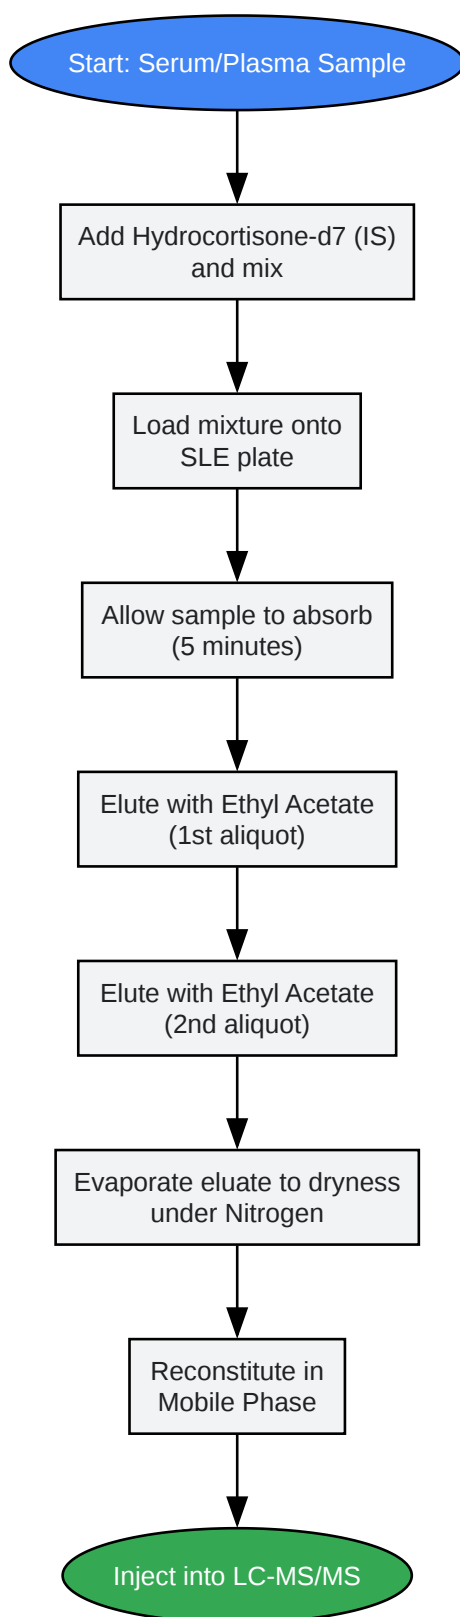 Start: Serum/Plasma Sample
Add Hydrocortisone-d7 (IS)
and mix
Load mixture onto
SLE plate
Allow sample to absorb
(5 minutes)
Elute with Ethyl Acetate
(1st aliquot)
Elute with Ethyl Acetate
(2nd aliquot)
Evaporate eluate to dryness
under Nitrogen
Reconstitute in
Mobile Phase
Inject into LC-MS/MS